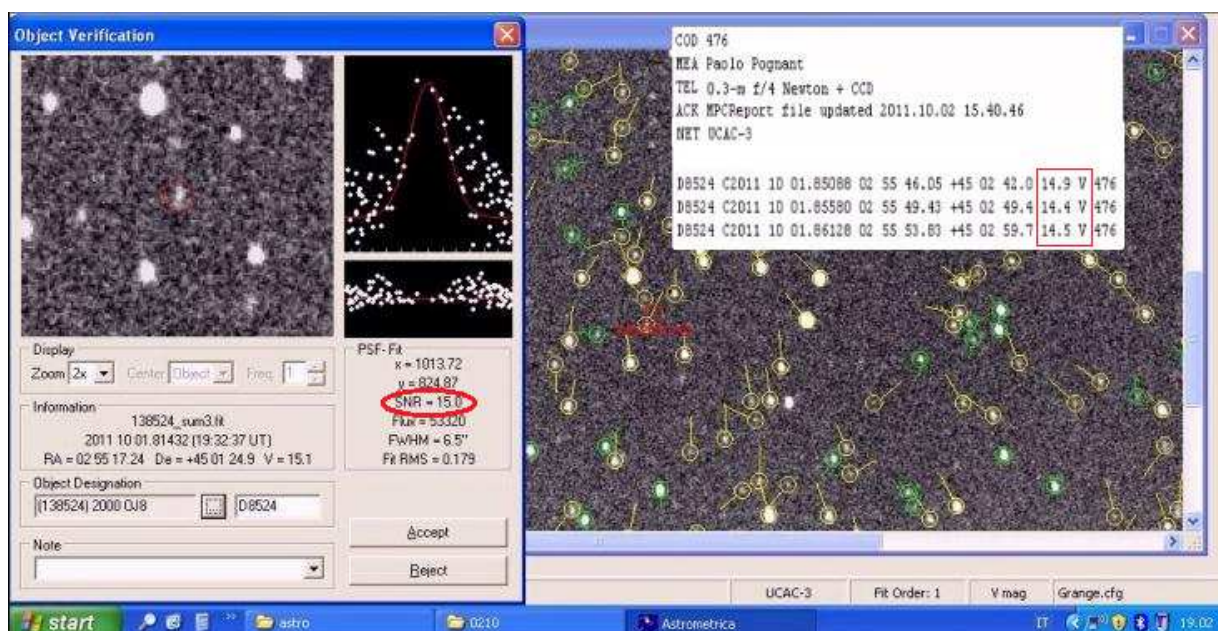 Object Verification
Display
Zoom 2x Center Object Freq. 1
Information
138524_sum3.fit
2011 10 01.81432 (19:32:37 UT)
RA = 02 55 17.24 De = +45 01 24.9 V = 15.1
Object Designation
(138524) 2000 OJ8 ... D8524
Note
PSF-Fit
x = 1013.72
y = 824.87
SNR = 15.0
Flux = 53320
FWHM = 6.5"
Fit RMS = 0.179
Accept
Reject
COD 476
MEA Paolo Pognant
TEL 0.3-m f/4 Newton + CCD
ACK MPCReport file updated 2011.10.02 15.40.46
NET UCAC-3
D8524 C2011 10 01.85088 02 55 46.05 +45 02 42.0 14.9 V 476
D8524 C2011 10 01.85580 02 55 49.43 +45 02 49.4 14.4 V 476
D8524 C2011 10 01.86128 02 55 53.83 +45 02 59.7 14.5 V 476
UCAC-3 Fit Order: 1 V mag Grange.cfg
start astro 0210 Astrometrica IT 19.02